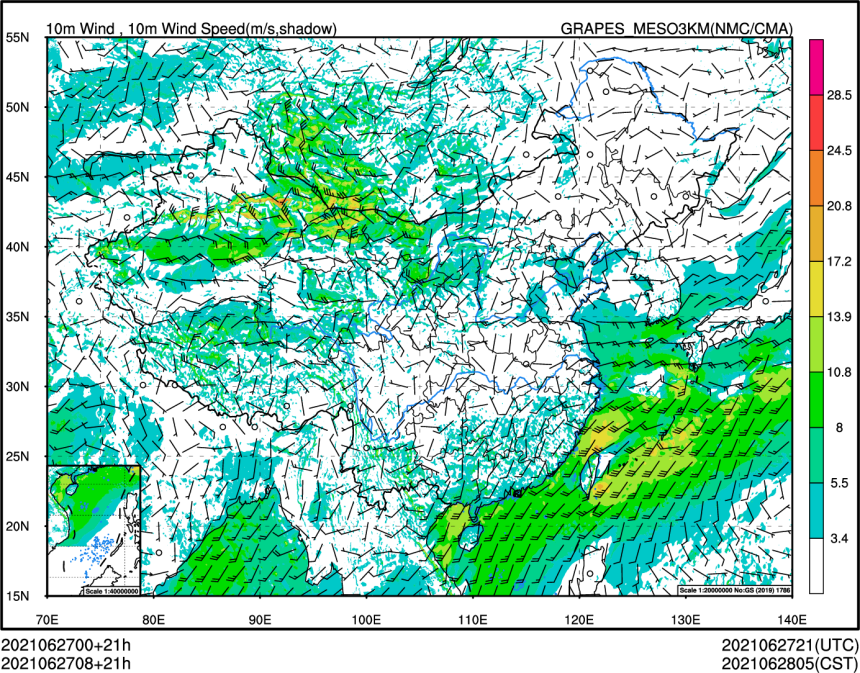 10m Wind , 10m Wind Speed(m/s,shadow) GRAPES_MESO3KM(NMC/CMA)
55N
50N
45N
40N
35N
30N
25N
20N
15N
28.5
24.5
20.8
17.2
13.9
10.8
8
5.5
3.4
Scale 1:40000000
Scale 1:20000000 No:GS (2019) 1786
70E 80E 90E 100E 110E 120E 130E 140E
2021062700+21h 2021062721(UTC)
2021062708+21h 2021062805(CST)